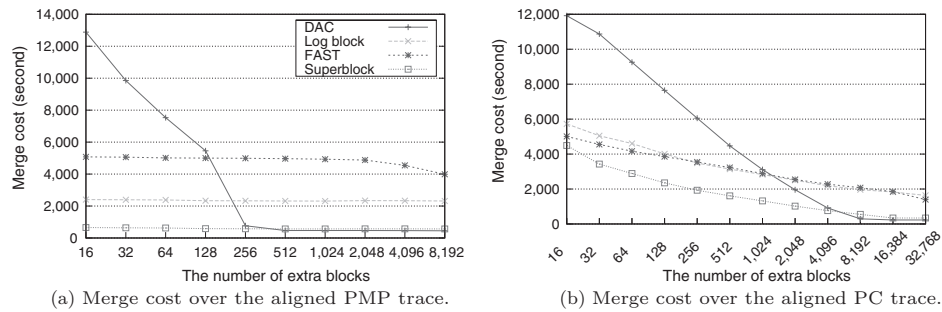 14,000
12,000
10,000
8,000
6,000
4,000
2,000
0
Merge cost (second)
DAC
Log block
FAST
Superblock
16 32 64 128 256 512 1,024 2,048 4,096 8,192
The number of extra blocks
(a) Merge cost over the aligned PMP trace.
12,000
10,000
8,000
6,000
4,000
2,000
0
Merge cost (second)
16 32 64 128 256 512 1,024 2,048 4,096 8,192 16,384 32,768
The number of extra blocks
(b) Merge cost over the aligned PC trace.